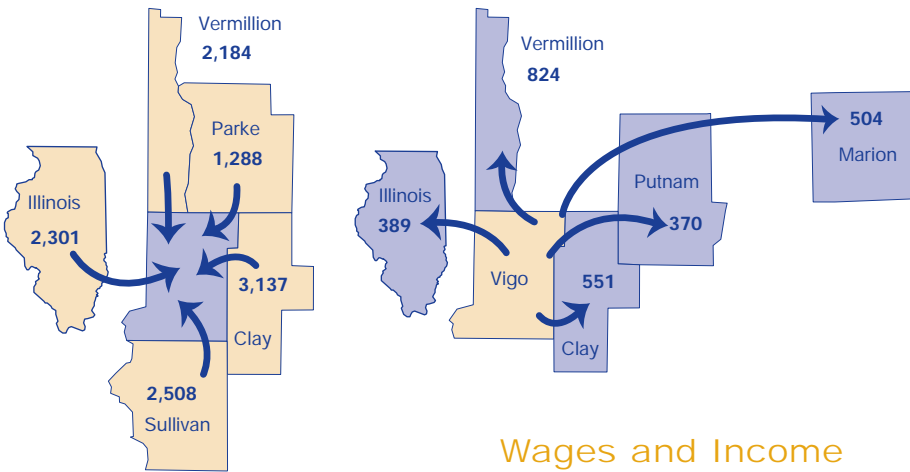 Vermillion
2,184
Parke
1,288
Illinois
2,301
3,137
Clay
2,508
Sullivan
Vermillion
824
504
Marion
Putnam
370
Illinois
389
Vigo
551
Clay
Wages and Income